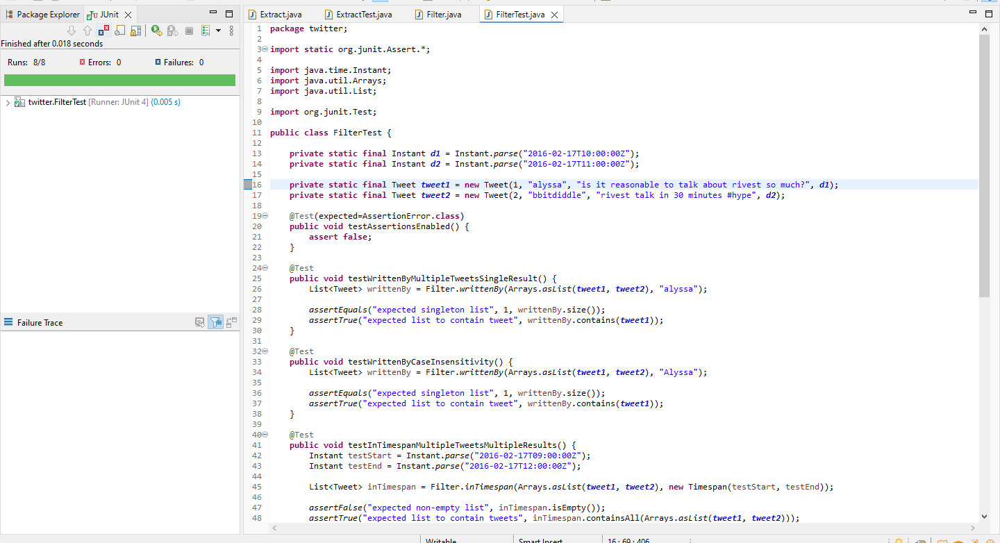 Package Explorer JUnit
Finished after 0.018 seconds
Runs: 8/8 Errors: 0 Failures: 0
twitter.FilterTest [Runner: JUnit 4] (0.005 s)
Failure Trace
Extract.java ExtractTest.java Filter.java FilterTest.java
1 package twitter;
2
3 import static org.junit.Assert.*;
4
5 import java.time.Instant;
6 import java.util.Arrays;
7 import java.util.List;
8
9 import org.junit.Test;
10
11 public class FilterTest {
12
13 private static final Instant d1 = Instant.parse("2016-02-17T10:00:00Z");
14 private static final Instant d2 = Instant.parse("2016-02-17T11:00:00Z");
15
16 private static final Tweet tweet1 = new Tweet(1, "alyssa", "is it reasonable to talk about rivest so much?", d1);
17 private static final Tweet tweet2 = new Tweet(2, "bbitdiddle", "rivest talk in 30 minutes #hype", d2);
18
19 @Test(expected=AssertionError.class)
20 public void testAssertionsEnabled() {
21 assert false;
22 }
23
24 @Test
25 public void testWrittenByMultipleTweetsSingleResult() {
26 List<Tweet> writtenBy = Filter.writtenBy(Arrays.asList(tweet1, tweet2), "alyssa");
27
28 assertEquals("expected singleton list", 1, writtenBy.size());
29 assertTrue("expected list to contain tweet", writtenBy.contains(tweet1));
30 }
31
32 @Test
33 public void testWrittenByCaseInsensitivity() {
34 List<Tweet> writtenBy = Filter.writtenBy(Arrays.asList(tweet1, tweet2), "Alyssa");
35
36 assertEquals("expected singleton list", 1, writtenBy.size());
37 assertTrue("expected list to contain tweet", writtenBy.contains(tweet1));
38 }
39
40 @Test
41 public void testInTimespanMultipleTweetsMultipleResults() {
42 Instant testStart = Instant.parse("2016-02-17T09:00:00Z");
43 Instant testEnd = Instant.parse("2016-02-17T12:00:00Z");
44
45 List<Tweet> inTimespan = Filter.inTimespan(Arrays.asList(tweet1, tweet2), new Timespan(testStart, testEnd));
46
47 assertFalse("expected non-empty list", inTimespan.isEmpty());
48 assertTrue("expected list to contain tweets", inTimespan.containsAll(Arrays.asList(tweet1, tweet2)));
Writable Smart Insert 16 : 69 : 406